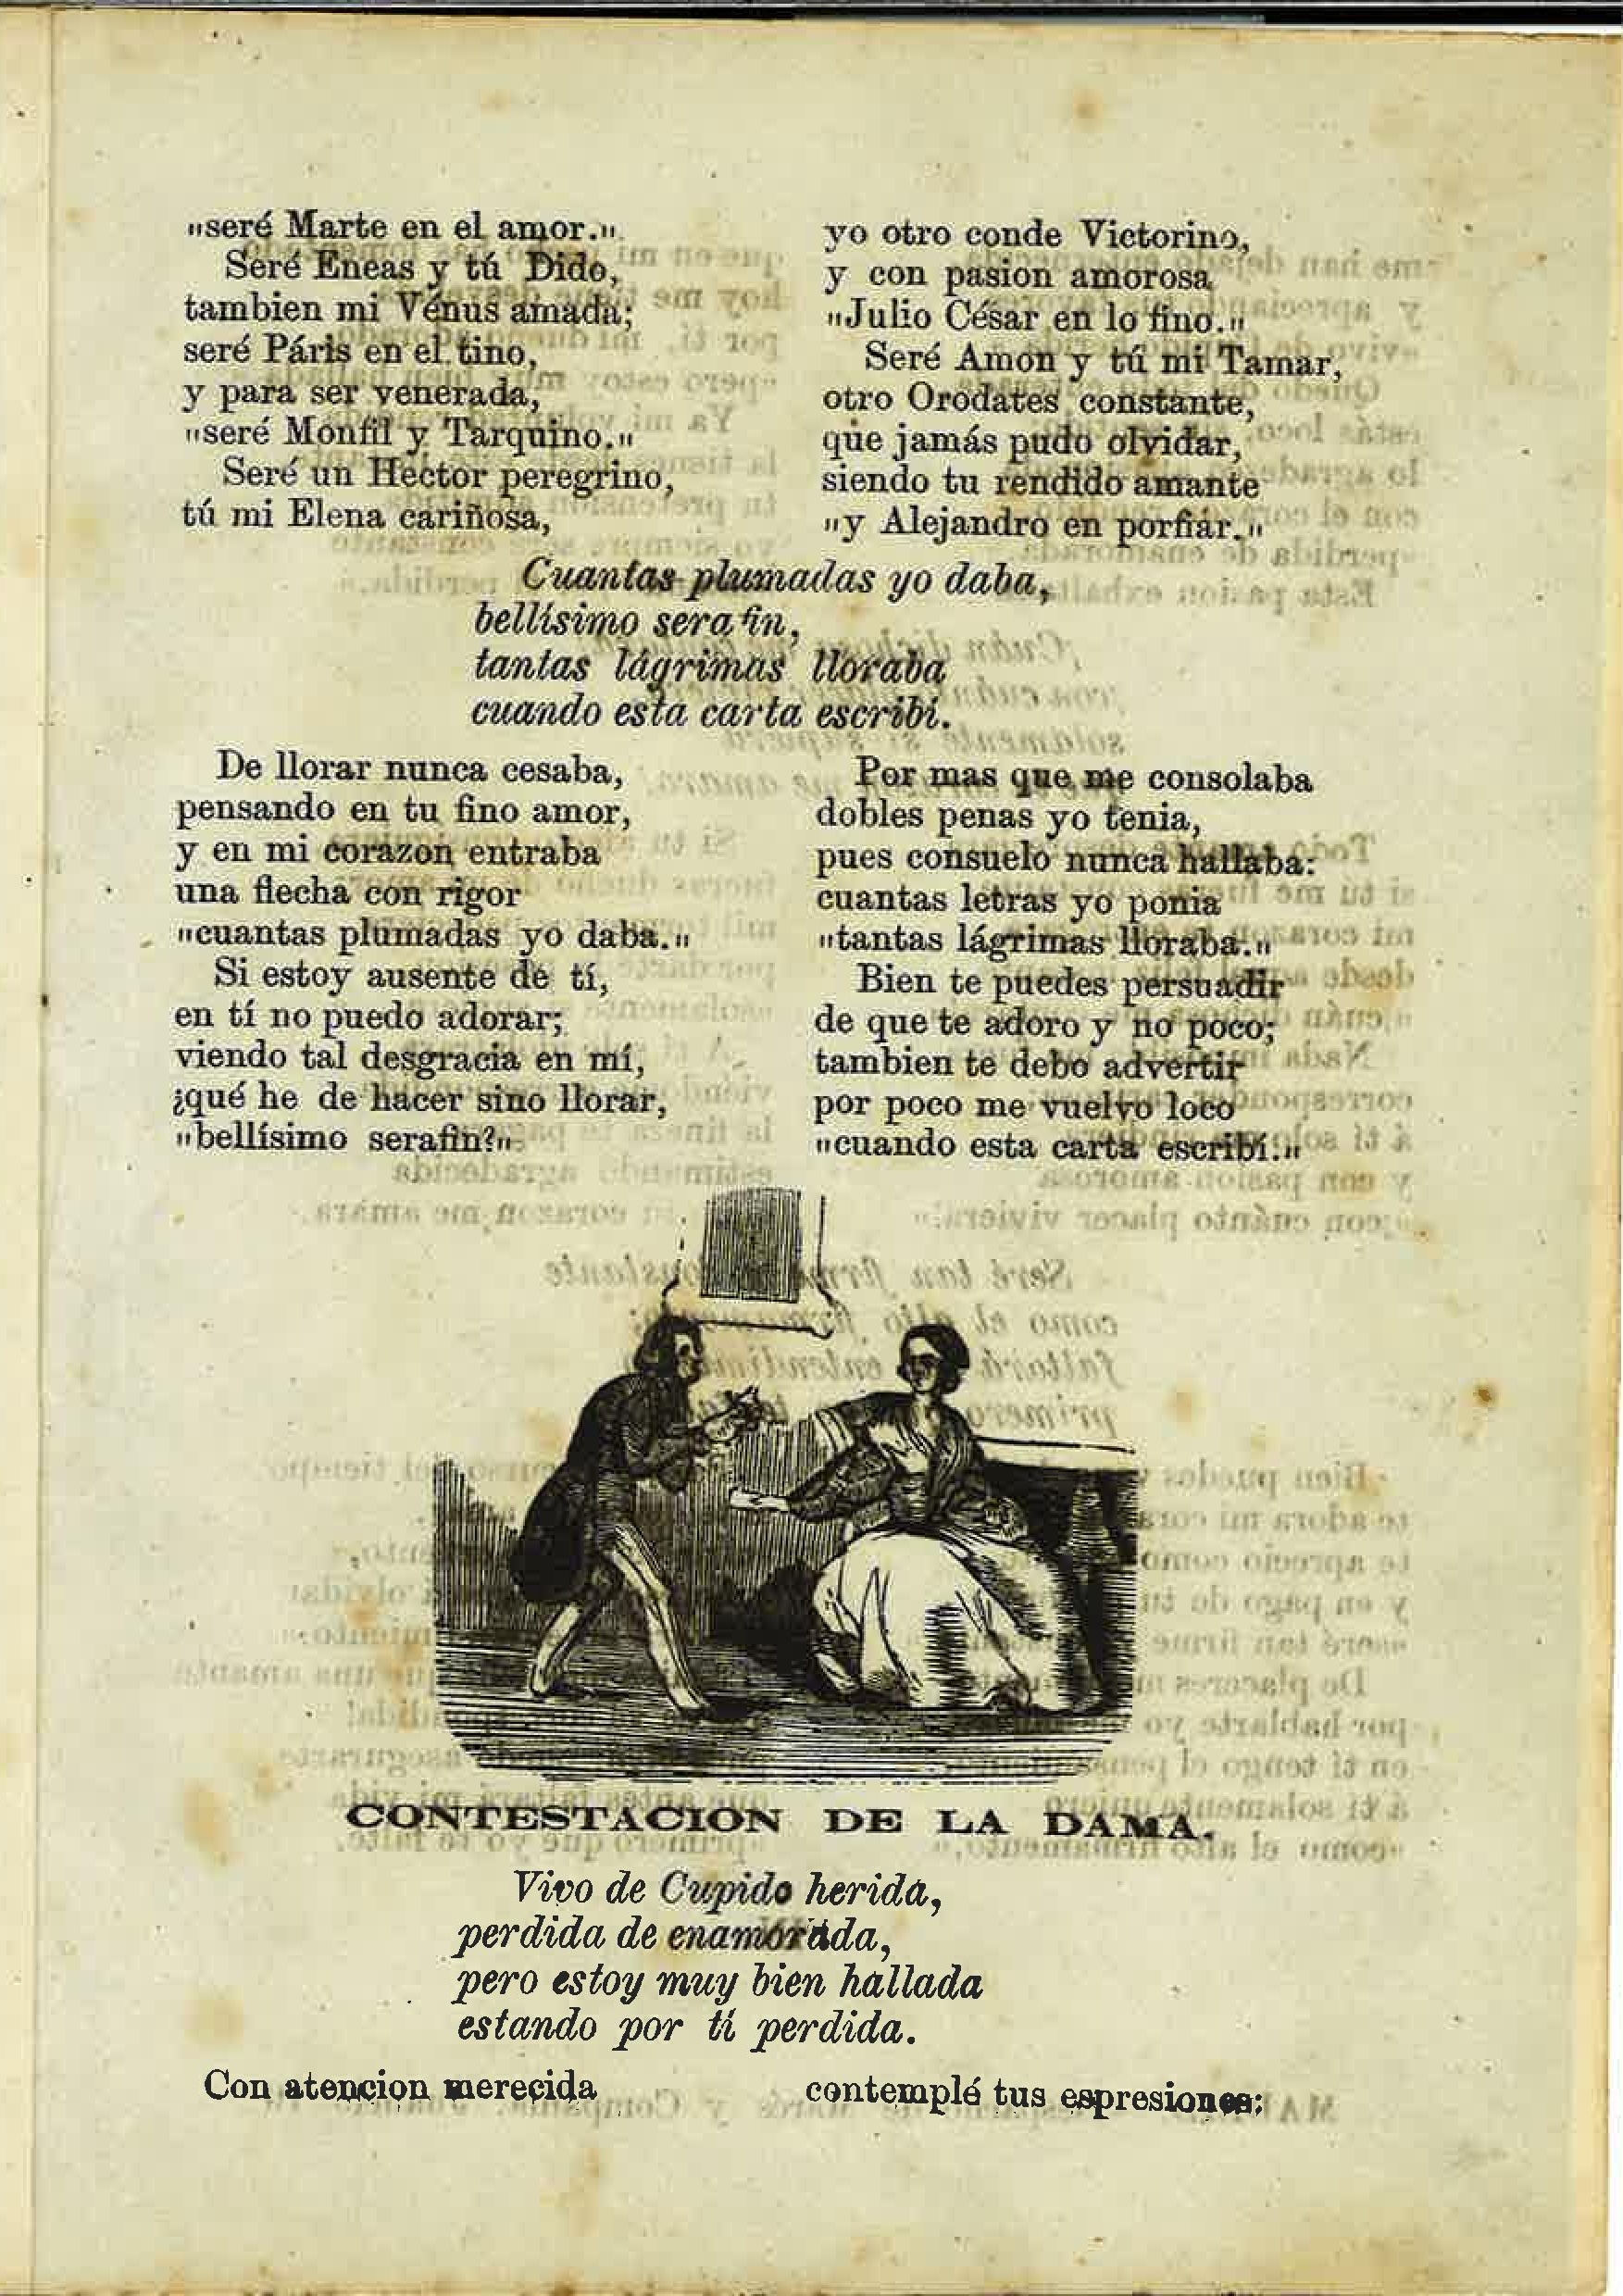 "seré Marte en el amor."
Seré Eneas y tú Dido,
tambien mi Vénus amada;
seré Páris en el tino,
y para ser venerada,
"seré Monfil y Tarquino."
Seré un Hector peregrino,
tú mi Elena cariñosa,
yo otro conde Victorino,
y con pasion amorosa
"Julio César en lo fino."
Seré Amon y tú mi Tamar,
otro Orodates constante,
que jamás pudo olvidar,
siendo tu rendido amante
"y Alejandro en porfiar."
Cuantas plumadas yo daba,
bellísimo serafin,
tantas lágrimas lloraba
cuando esta carta escribí.
De llorar nunca cesaba,
pensando en tu fino amor,
y en mi corazon entraba
una flecha con rigor
"cuantas plumadas yo daba."
Si estoy ausente de tí,
en tí no puedo adorar;
viendo tal desgracia en mí,
¿qué he de hacer sino llorar,
"bellísimo serafin?"
Por mas que me consolaba
dobles penas yo tenia,
pues consuelo nunca hallaba:
cuantas letras yo ponia
"tantas lágrimas lloraba."
Bien te puedes persuadir
de que te adoro y no poco;
tambien te debo advertir
por poco me vuelvo loco
"cuando esta carta escribí."
CONTESTACION DE LA DAMA.
Vivo de Cupido herida,
perdida de enamorada,
pero estoy muy bien hallada
estando por tí perdida.
Con atencion merecida
contemplé tus espresiones;